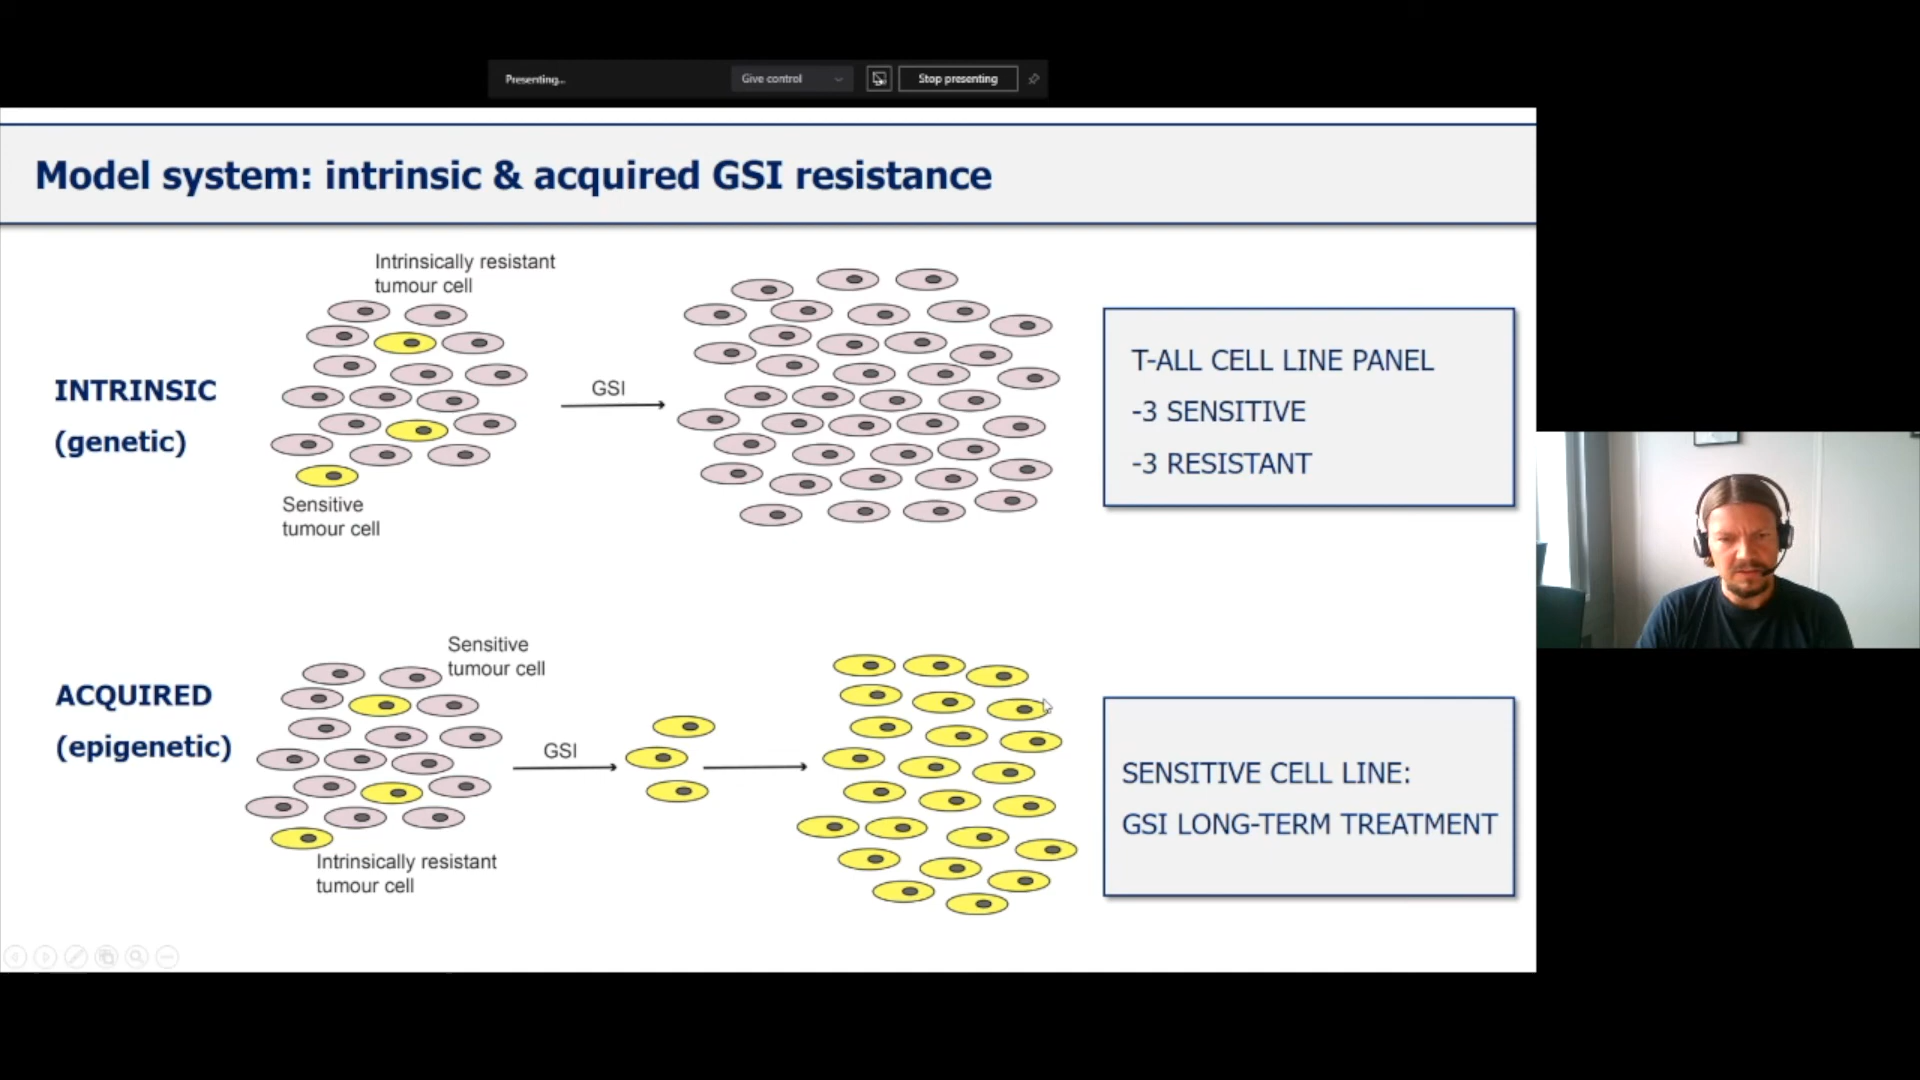 Presenting...
Give control
Stop presenting
Model system: intrinsic & acquired GSI resistance
Intrinsically resistant
tumour cell
INTRINSIC
(genetic)
GSI
Sensitive
tumour cell
T-ALL CELL LINE PANEL
-3 SENSITIVE
-3 RESISTANT
Sensitive
tumour cell
ACQUIRED
(epigenetic)
GSI
Intrinsically resistant
tumour cell
SENSITIVE CELL LINE:
GSI LONG-TERM TREATMENT